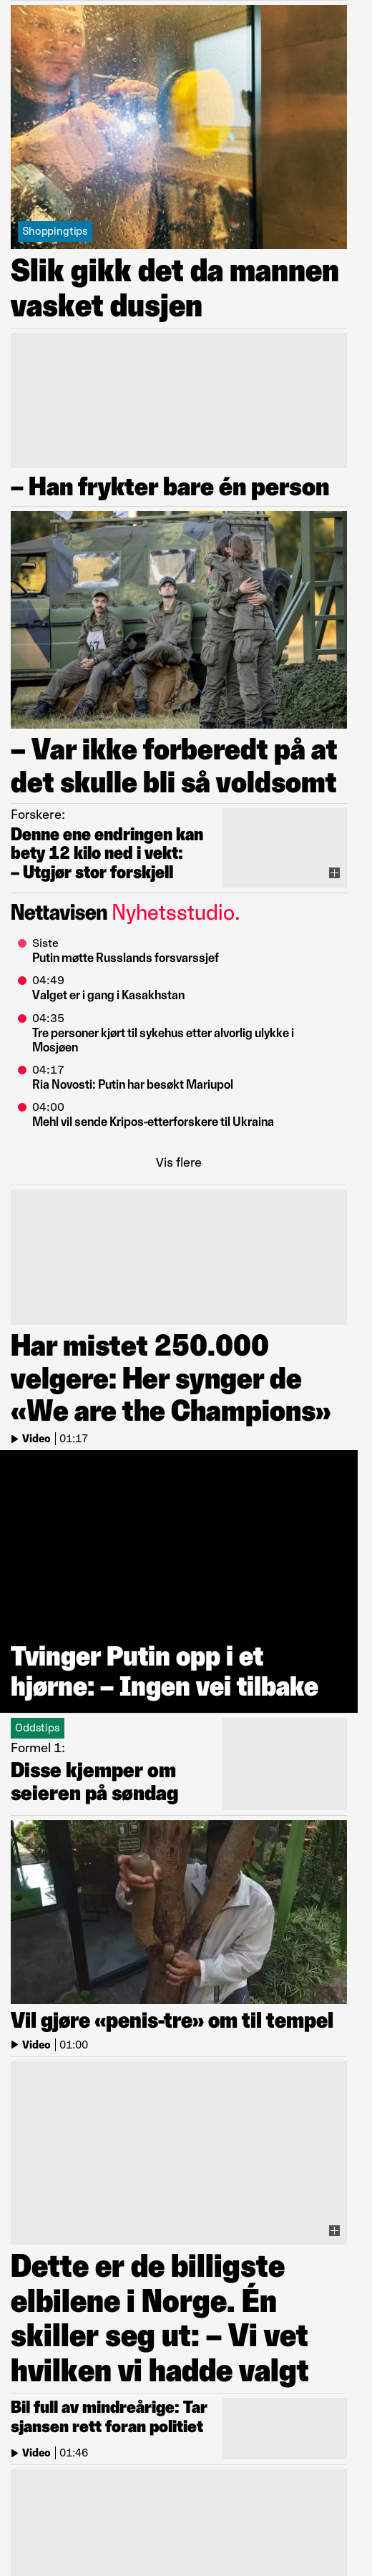 Shoppingtips
Slik gikk det da mannen
vasket dusjen
– Han frykter bare én person
67
– Var ikke forberedt på at
det skulle bli så voldsomt
Forskere:
Denne ene endringen kan
bety 12 kilo ned i vekt:
– Utgjør stor forskjell
Nettavisen Nyhetsstudio.
Siste
Putin møtte Russlands forsvarssjef
04:49
Valget er i gang i Kasakhstan
04:35
Tre personer kjørt til sykehus etter alvorlig ulykke i
Mosjøen
04:17
Ria Novosti: Putin har besøkt Mariupol
04:00
Mehl vil sende Kripos-etterforskere til Ukraina
Vis flere
Har mistet 250.000
velgere: Her synger de
«We are the Champions»
Video | 01:17
Tvinger Putin opp i et
hjørne: – Ingen vei tilbake
Oddstips
Formel 1:
Disse kjemper om
seieren på søndag
Vil gjøre «penis-tre» om til tempel
Video | 01:00
Dette er de billigste
elbilene i Norge. Én
skiller seg ut: – Vi vet
hvilken vi hadde valgt
Bil full av mindreårige: Tar
sjansen rett foran politiet
Video | 01:46